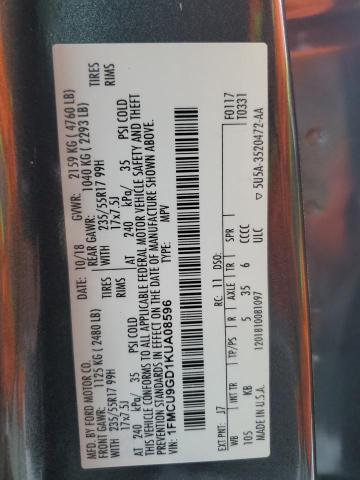 MFD. BY FORD MOTOR CO.
DATE: 10/18 GVWR: 2159 KG ( 4760 LB)
FRONT GAWR: 1125 KG ( 2480 LB) REAR GAWR: 1040 KG ( 2293 LB)
WITH 235/55R17 99H TIRES WITH 235/55R17 99H TIRES
17x7.5J RIMS 17x7.5J RIMS
AT 240 kPa/ 35 PSI COLD AT 240 kPa/ 35 PSI COLD
THIS VEHICLE CONFORMS TO ALL APPLICABLE FEDERAL MOTOR VEHICLE SAFETY AND THEFT
PREVENTION STANDARDS IN EFFECT ON THE DATE OF MANUFACTURE SHOWN ABOVE.
VIN: 1FMCU9GD1KUA08596
TYPE: MPV
F0117
T0331
EXT PNT: J7 RC: 11 DSO:
WB INT TR TP/PS R AXLE TR SPR
105 KB 5 35 6 CCCC
ULC
MADE IN U.S.A. 12018100810​97 ▽ 5U5A-3520472-AA